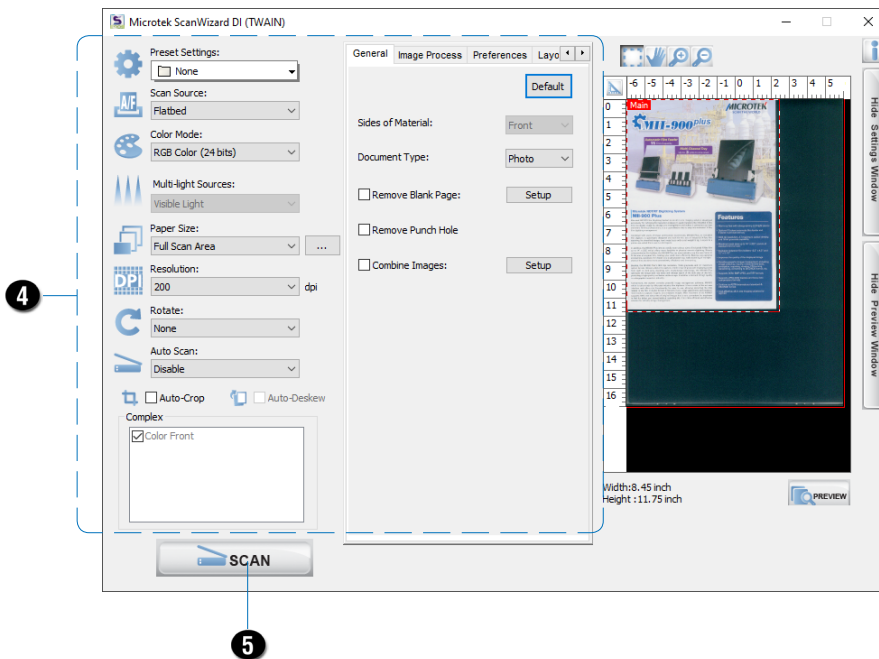 Microtek ScanWizard DI (TWAIN)
Preset Settings:
None
Scan Source:
A/F
Flatbed
Color Mode:
RGB Color (24 bits)
Multi-light Sources:
Visible Light
Paper Size:
Full Scan Area
...
Resolution:
DPI
200
dpi
Rotate:
None
Auto Scan:
Disable
Auto-Crop
Auto-Deskew
Complex
Color Front
SCAN
General
Image Process
Preferences
Layo
Default
Sides of Material:
Front
Document Type:
Photo
Remove Blank Page:
Setup
Remove Punch Hole
Combine Images:
Setup
-6 -5 -4 -3 -2 -1 0 1 2 3 4 5
0
1
2
3
4
5
6
7
8
9
10
11
12
13
14
15
16
Main
MICROTEK
MII-900 plus
MII-900 Plus
Features
Width:8.45 inch
Height :11.75 inch
PREVIEW
i
Hide Settings Window
Hide Preview Window
4
5